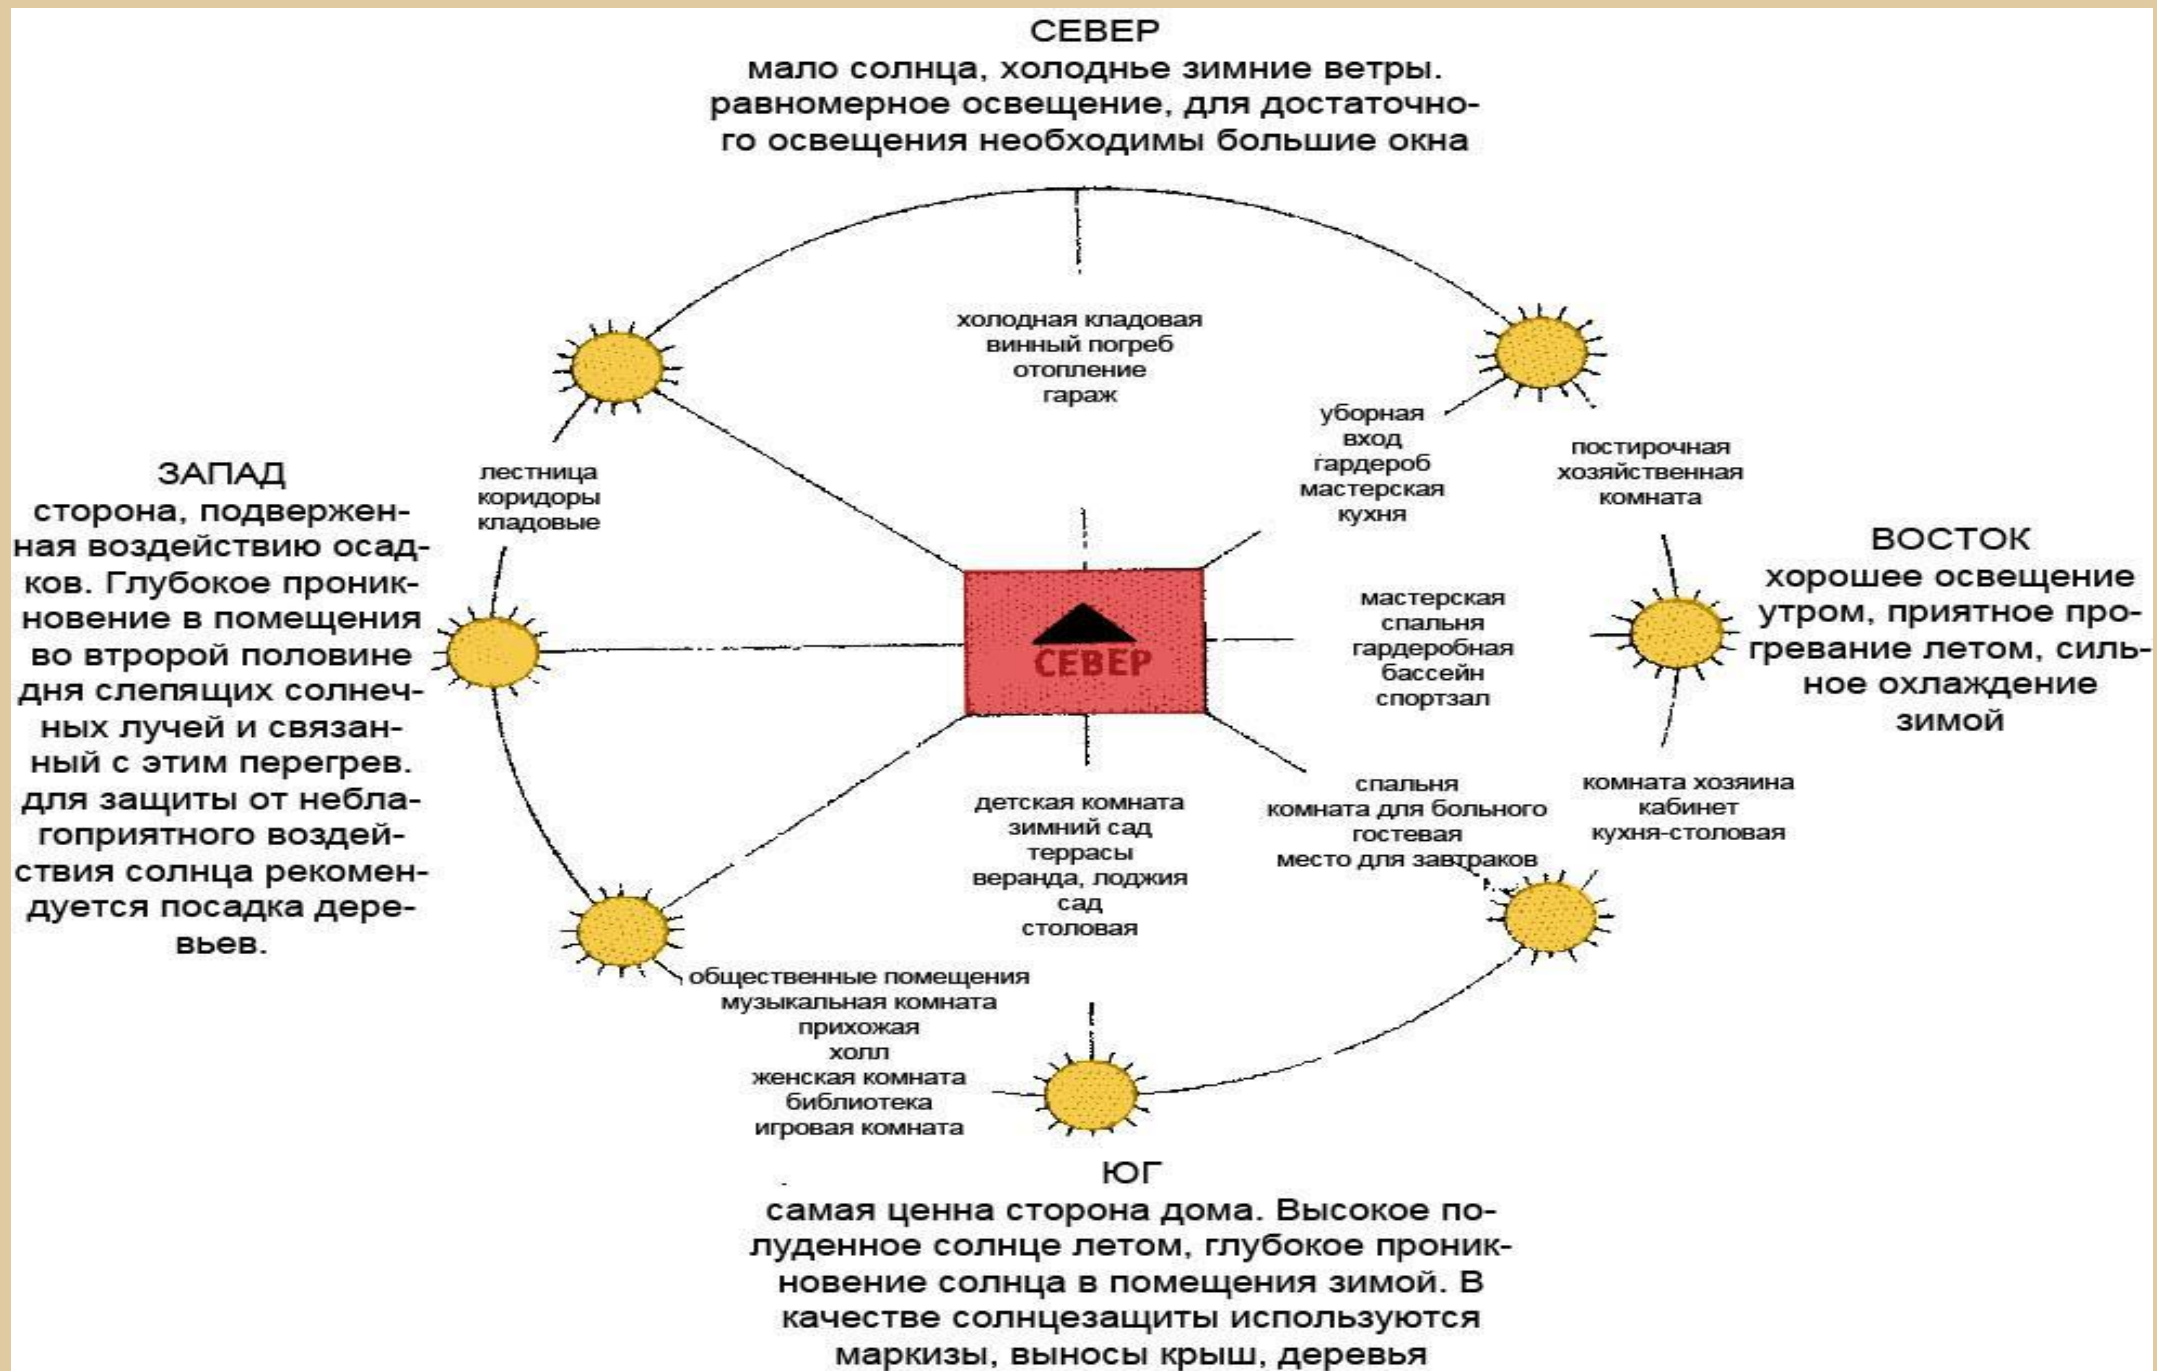 СЕВЕР
мало солнца, холоднье зимние ветры.
равномерное освещение, для достаточно-
го освещения необходимы большие окна
холодная кладовая
винный погреб
отопление
гараж
уборная
вход
гардероб
мастерская
кухня
постирочная
хозяйственная
комната
лестница
коридоры
кладовые
ЗАПАД
сторона, подвержен-
ная воздействию осад-
ков. Глубокое проник-
новение в помещения
во втророй половине
дня слепящих солнеч-
ных лучей и связан-
ный с этим перегрев.
для защиты от небла-
гоприятного воздей-
ствия солнца рекомен-
дуется посадка дере-
вьев.
СЕВЕР
мастерская
спальня
гардеробная
бассейн
спортзал
ВОСТОК
хорошее освещение
утром, приятное про-
гревание летом, силь-
ное охлаждение
зимой
детская комната
зимний сад
террасы
веранда, лоджия
сад
столовая
спальня
комната для больного
гостевая
место для завтраков
комната хозяина
кабинет
кухня-столовая
общественные помещения
музыкальная комната
прихожая
холл
женская комната
библиотека
игровая комната
ЮГ
самая ценна сторона дома. Высокое по-
луденное солнце летом, глубокое проник-
новение солнца в помещения зимой. В
качестве солнцезащиты используются
маркизы, выносы крыш, деревья